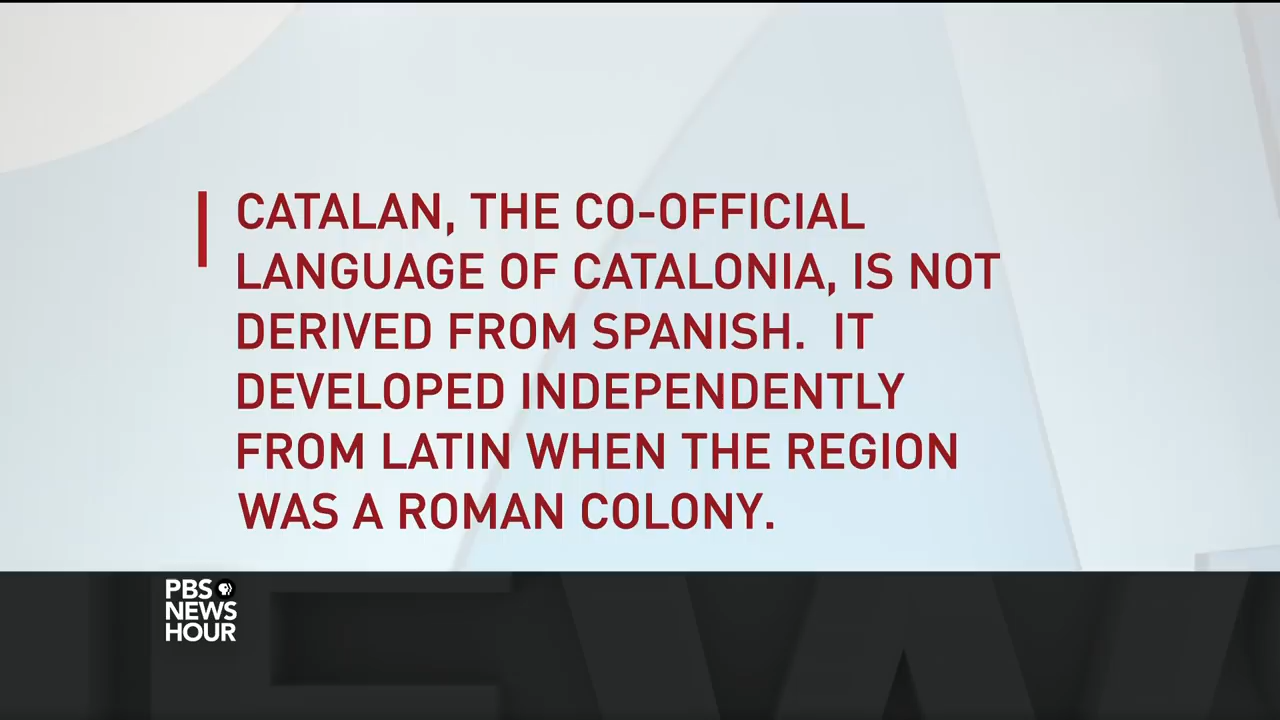 CATALAN, THE CO-OFFICIAL
LANGUAGE OF CATALONIA, IS NOT
DERIVED FROM SPANISH. IT
DEVELOPED INDEPENDENTLY
FROM LATIN WHEN THE REGION
WAS A ROMAN COLONY.
PBS
NEWS
HOUR